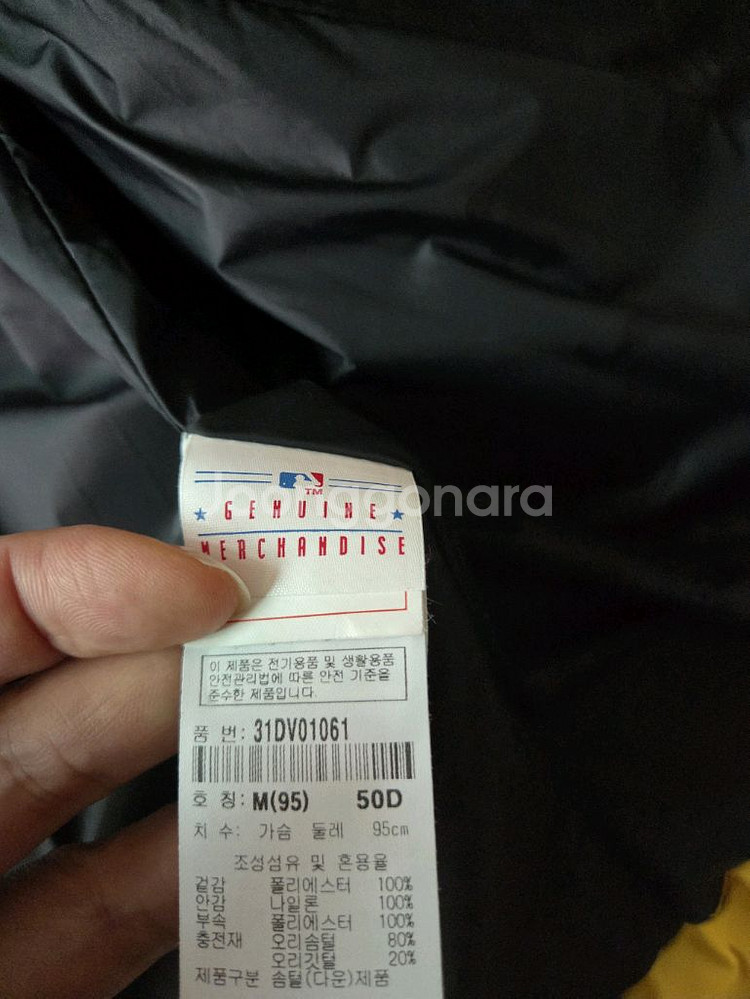 TM
Joonggonara
★ GENUINE ★
MERCHANDISE
이 제품은 전기용품 및 생활용품
안전관리법에 따른 안전 기준을
준수한 제품입니다.
품 번: 31DV01061
호 칭: M(95) 50D
치 수: 가슴 둘레 95cm
조성섬유 및 혼용율
겉감 폴리에스터 100%
안감 나일론 100%
부속 폴리에스터 100%
충전재 오리솜털 80%
오리깃털 20%
제품구분 솜털(다운)제품